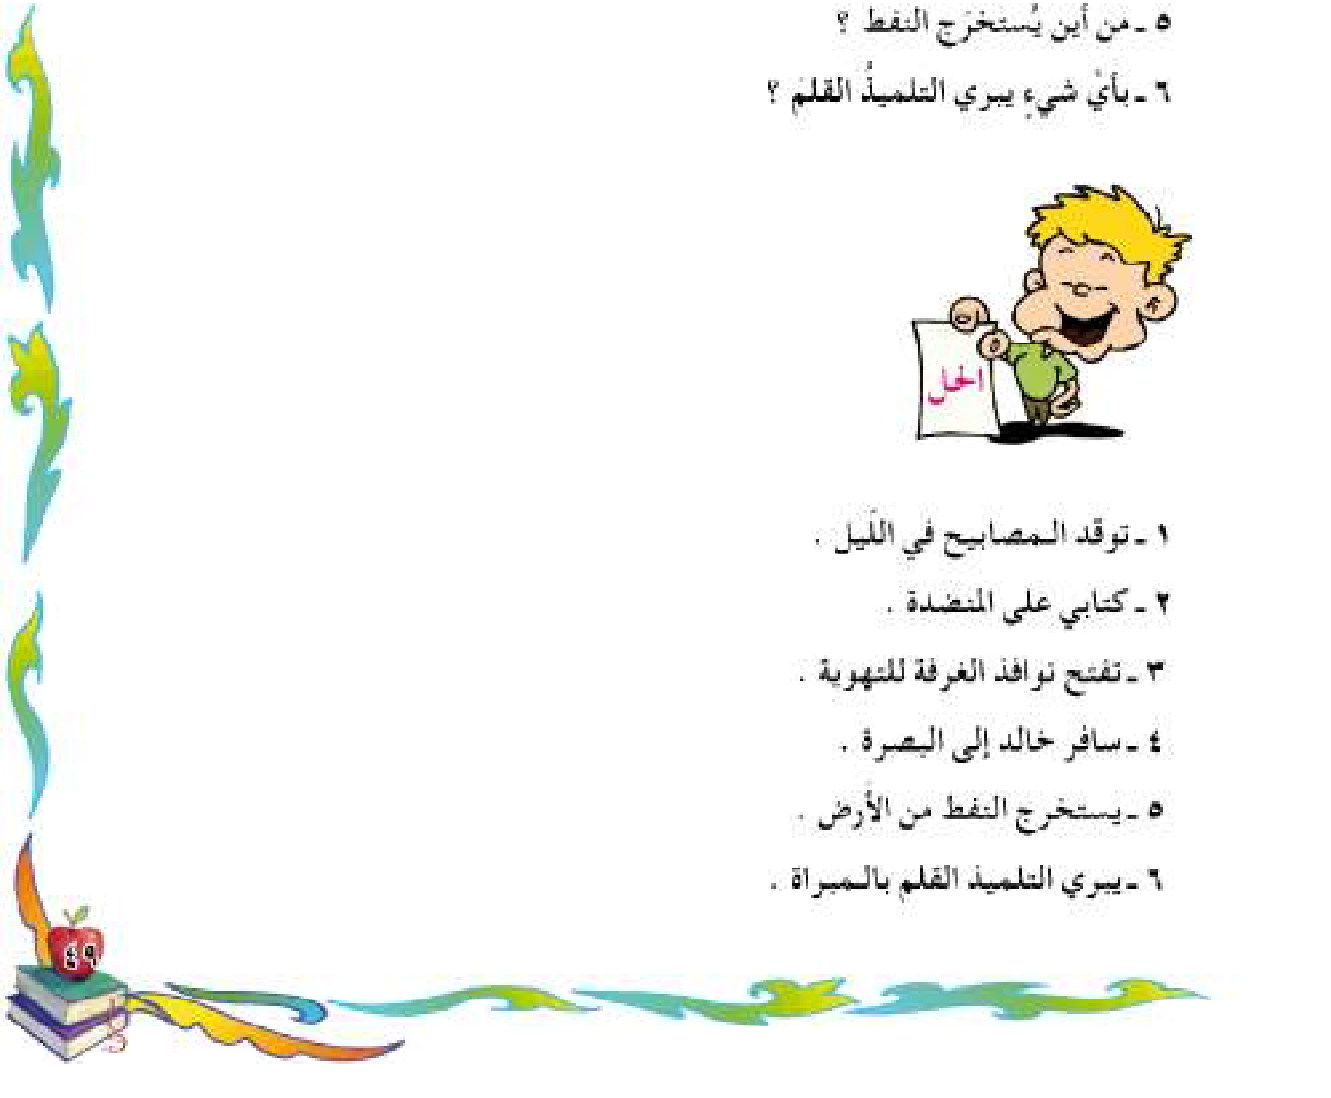 ٥ ـ من أين يُستخرَج النفط ؟
٦ ـ بأيِّ شيءٍ يبري التلميذُ القلمَ ؟
الحل
١ ـ توقد المصابيح في اللّيل .
٢ ـ كتابي على المنضدة .
٣ ـ تفتح نوافذ الغرفة للتهوية .
٤ ـ سافر خالد إلى البصرة .
٥ ـ يستخرج النفط من الأرض .
٦ ـ يبري التلميذ القلم بالمبراة .
٤٩